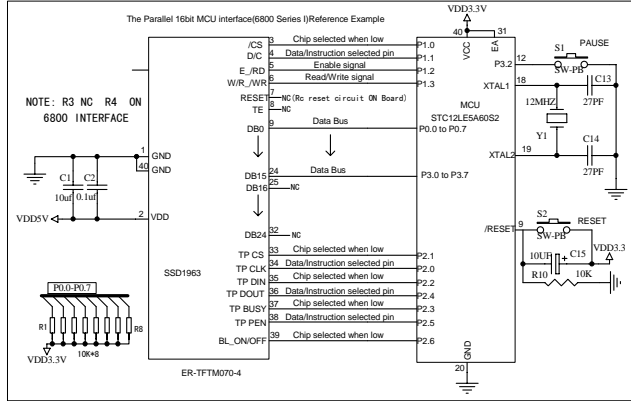 The Parallel 16bit MCU interface(6800 Series I)Reference Example
NOTE: R3 NC R4 ON
6800 INTERFACE
1 GND
40 GND
C1 C2
10uf 0.1uf
VDD5V
2 VDD
SSD1963
P0.0-P0.7
R1 R8
10K*8
VDD3.3V
ER-TFTM070-4
/CS 3 Chip selected when low P1.0
D/C 4 Data/Instruction selected pin P1.1
E_/RD 5 Enable signal P1.2
W/R_/WR 6 Read/Write signal P1.3
RESET 7 NC(Rc reset circuit ON Board)
TE 8 NC
DB0 9 Data Bus P0.0 to P0.7
DB15 24 Data Bus P3.0 to P3.7
DB16 25 NC
DB24 32 NC
TP CS 33 Chip selected when low P2.1
TP CLK 34 Data/Instruction selected pin P2.0
TP DIN 35 Chip selected when low P2.2
TP DOUT 36 Data/Instruction selected pin P2.4
TP BUSY 37 Chip selected when low P2.3
TP PEN 38 Data/Instruction selected pin P2.5
BL_ON/OFF 39 Chip selected when low P2.6
VDD3.3V
40 31
VCC EA
MCU
STC12LE5A60S2
P3.2 12
S1 PAUSE
SW-PB
XTAL1 18
C13
27PF
12MHZ
Y1
XTAL2 19
C14
27PF
/RESET 9
S2 RESET
SW-PB
10UF + C15
VDD3.3
R10 10K
GND
20